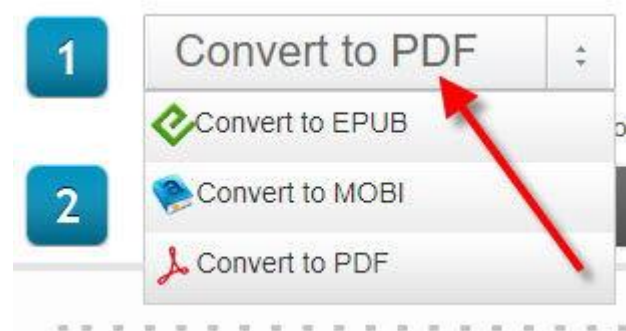 1
Convert to PDF
Convert to EPUB
2
Convert to MOBI
Convert to PDF